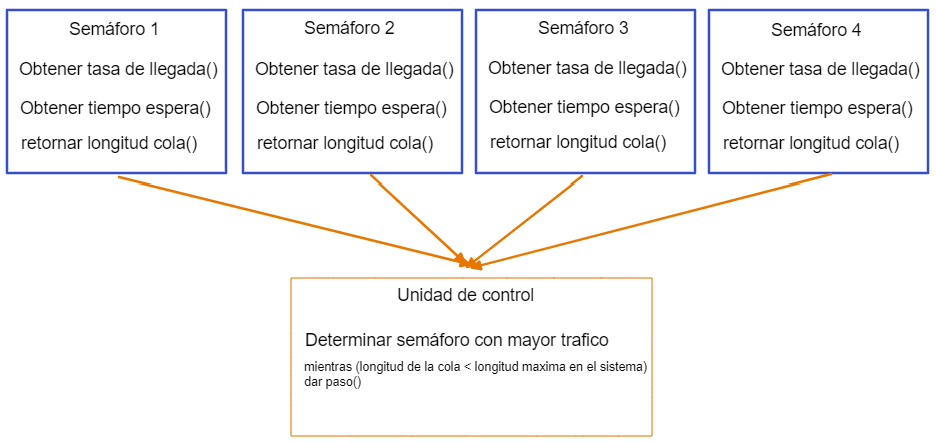 Semáforo 1
Obtener tasa de llegada()
Obtener tiempo espera()
retornar longitud cola()
Semáforo 2
Obtener tasa de llegada()
Obtener tiempo espera()
retornar longitud cola()
Semáforo 3
Obtener tasa de llegada()
Obtener tiempo espera()
retornar longitud cola()
Semáforo 4
Obtener tasa de llegada()
Obtener tiempo espera()
retornar longitud cola()
Unidad de control
Determinar semáforo con mayor trafico
mientras (longitud de la cola < longitud maxima en el sistema)
dar paso()